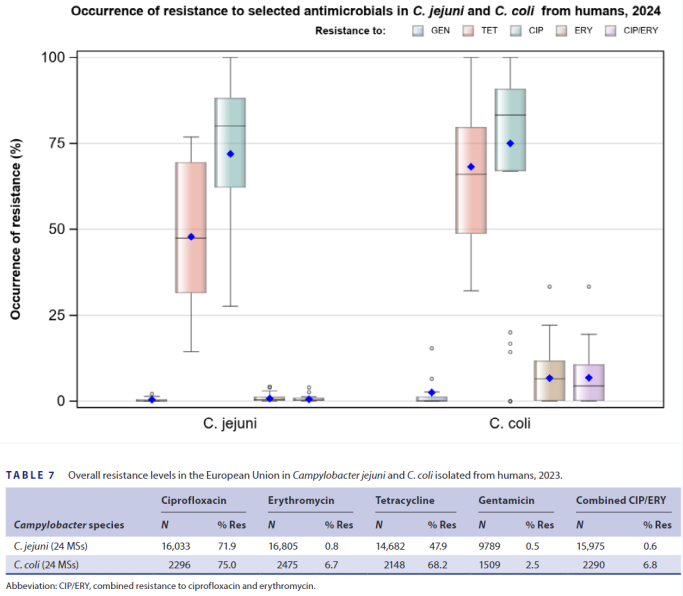 Occurrence of resistance to selected antimicrobials in C. jejuni and C. coli from humans, 2024
Resistance to: GEN TET CIP ERY CIP/ERY
Occurrence of resistance (%)
100
75
50
25
0
C. jejuni C. coli
TABLE 7 Overall resistance levels in the European Union in Campylobacter jejuni and C. coli isolated from humans, 2023.
Ciprofloxacin Erythromycin Tetracycline Gentamicin Combined CIP/ERY
Campylobacter species N % Res N % Res N % Res N % Res N % Res
C. jejuni (24 MSs) 16,033 71.9 16,805 0.8 14,682 47.9 9789 0.5 15,975 0.6
C. coli (24 MSs) 2296 75.0 2475 6.7 2148 68.2 1509 2.5 2290 6.8
Abbeviation: CIP/ERY, combined resistance to ciprofloxacin and erythromycin.